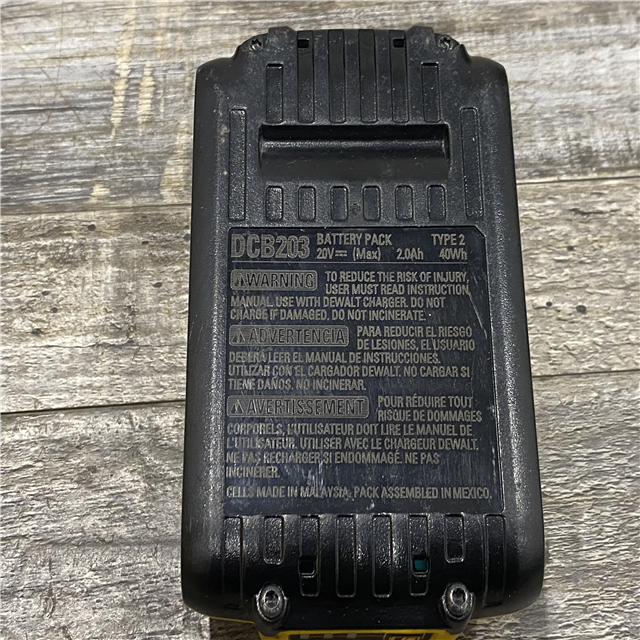 DCB203 BATTERY PACK TYPE 2
20V⎓ (Max) 2.0Ah 40Wh
⚠WARNING TO REDUCE THE RISK OF INJURY,
USER MUST READ INSTRUCTION
MANUAL. USE WITH DEWALT CHARGER. DO NOT
CHARGE IF DAMAGED. DO NOT INCINERATE.
⚠ADVERTENCIA PARA REDUCIR EL RIESGO
DE LESIONES, EL USUARIO
DEBERÁ LEER EL MANUAL DE INSTRUCCIONES.
UTILIZAR CON EL CARGADOR DEWALT. NO CARGAR SI
TIENE DAÑOS. NO INCINERAR.
⚠AVERTISSEMENT POUR RÉDUIRE TOUT
RISQUE DE DOMMAGES
CORPORELS, L'UTILISATEUR DOIT LIRE LE MANUEL DE
L'UTILISATEUR. UTILISER AVEC LE CHARGEUR DEWALT.
NE PAS RECHARGER SI ENDOMMAGÉ. NE PAS
INCINÉRER.
CELLS MADE IN MALAYSIA, PACK ASSEMBLED IN MEXICO.